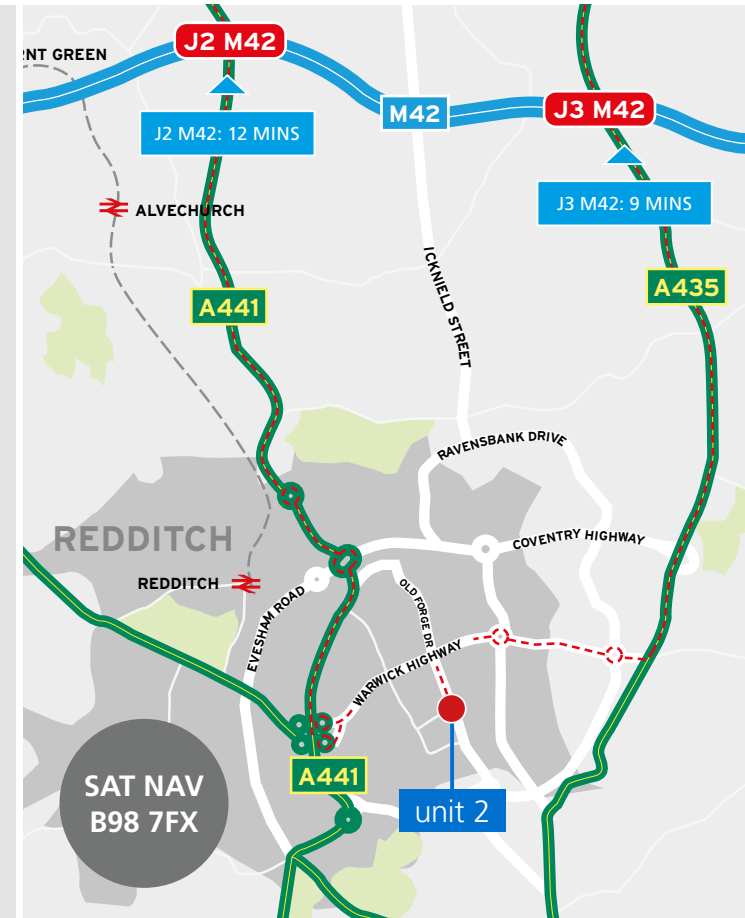 J2 M42
RNT GREEN
J2 M42: 12 MINS
M42
J3 M42
J3 M42: 9 MINS
ALVECHURCH
ICKNIELD STREET
A441
A435
RAVENSBANK DRIVE
REDDITCH
COVENTRY HIGHWAY
REDDITCH
OLD FORGE DR
EVESHAM ROAD
WARWICK HIGHWAY
A441
SAT NAV
B98 7FX
unit 2